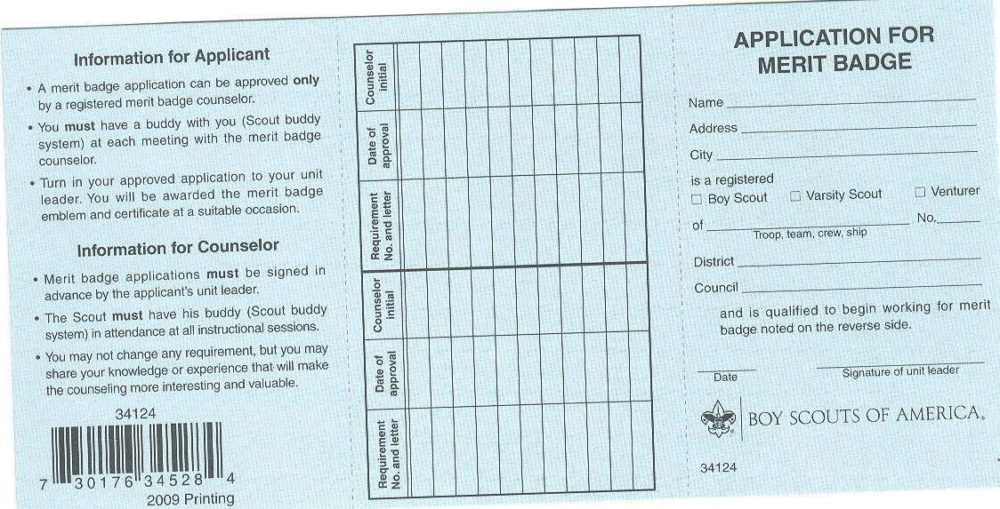 Information for Applicant
• A merit badge application can be approved only
by a registered merit badge counselor.
• You must have a buddy with you (Scout buddy
system) at each meeting with the merit badge
counselor.
• Turn in your approved application to your unit
leader. You will be awarded the merit badge
emblem and certificate at a suitable occasion.
Information for Counselor
• Merit badge applications must be signed in
advance by the applicant's unit leader.
• The Scout must have his buddy (Scout buddy
system) in attendance at all instructional sessions.
• You may not change any requirement, but you may
share your knowledge or experience that will make
the counseling more interesting and valuable.
34124
7 30176 34528 4
2009 Printing
Counselor
initial
Date of
approval
Requirement
No. and letter
Counselor
initial
Date of
approval
Requirement
No. and letter
APPLICATION FOR
MERIT BADGE
Name
Address
City
is a registered
☐ Boy Scout ☐ Varsity Scout ☐ Venturer
of No.
Troop, team, crew, ship
District
Council
and is qualified to begin working for merit
badge noted on the reverse side.
Date Signature of unit leader
BOY SCOUTS OF AMERICA®
34124